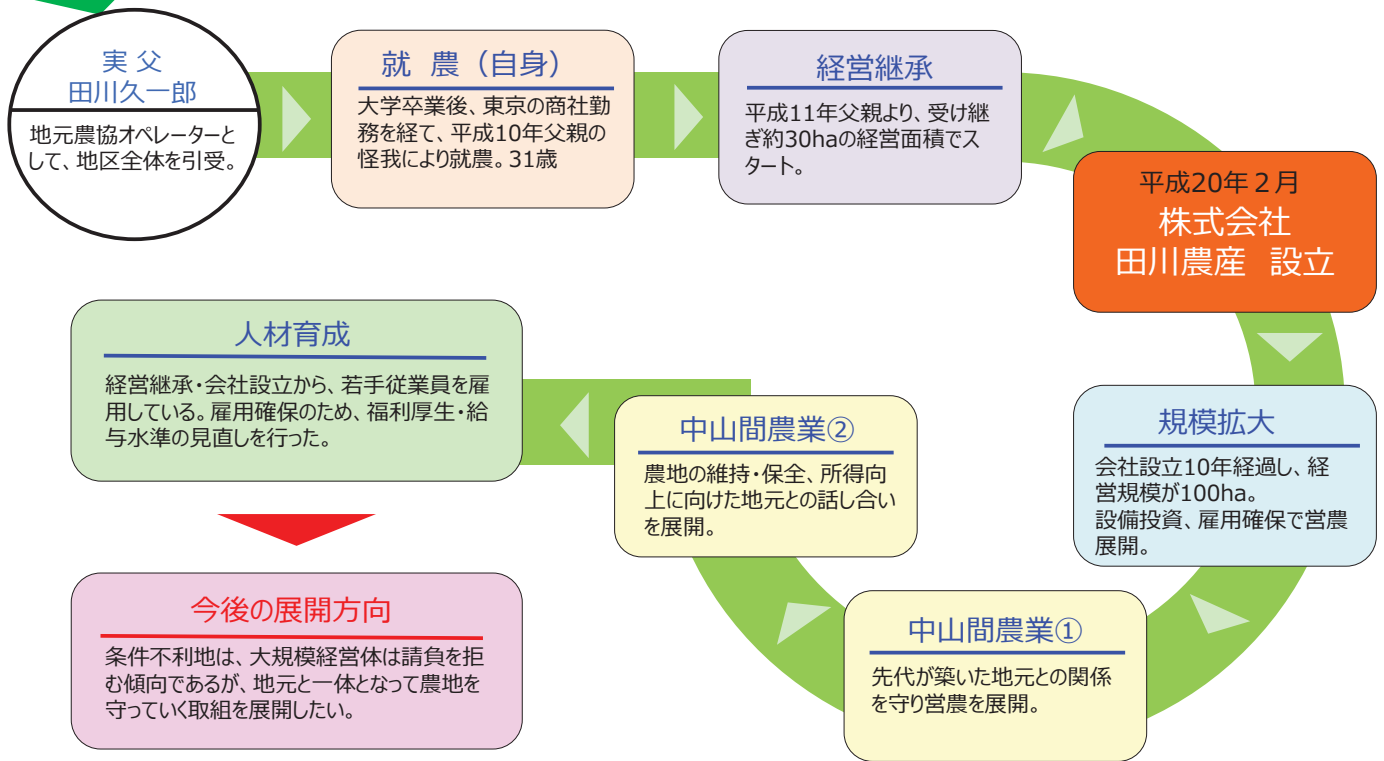 実 父
田川久一郎
地元農協オペレーターと
して、地区全体を引受。
就 農（自身）
大学卒業後、東京の商社勤
務を経て、平成10年父親の
怪我により就農。31歳
経営継承
平成11年父親より、受け継
ぎ約30haの経営面積でス
タート。
平成20年２月
株式会社
田川農産 設立
規模拡大
会社設立10年経過し、経
営規模が100ha。
設備投資、雇用確保で営農
展開。
中山間農業①
先代が築いた地元との関係
を守り営農を展開。
中山間農業②
農地の維持・保全、所得向
上に向けた地元との話し合い
を展開。
人材育成
経営継承・会社設立から、若手従業員を雇
用している。雇用確保のため、福利厚生・給
与水準の見直しを行った。
今後の展開方向
条件不利地は、大規模経営体は請負を拒
む傾向であるが、地元と一体となって農地を
守っていく取組を展開したい。